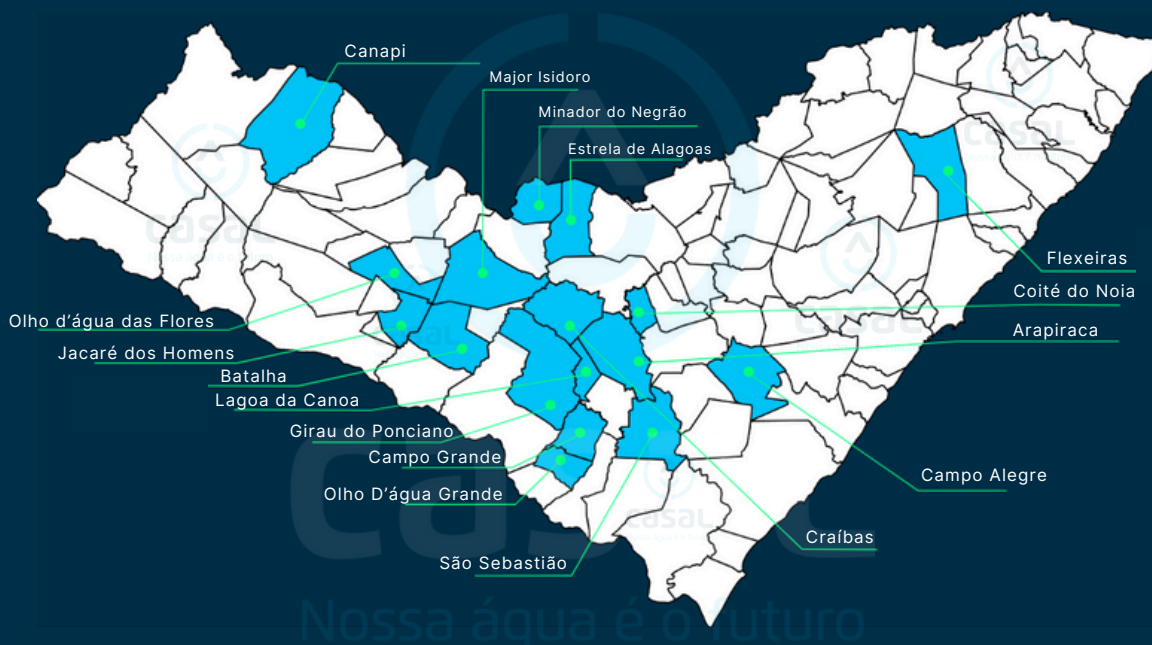 Canapi
Major Isidoro
Minador do Negrão
Estrela de Alagoas
Flexeiras
Coité do Noia
Olho d'água das Flores
Arapiraca
Jacaré dos Homens
Batalha
Lagoa da Canoa
Girau do Ponciano
Campo Grande
Campo Alegre
Olho D'água Grande
Craíbas
São Sebastião
casal
Nossa água é o futuro